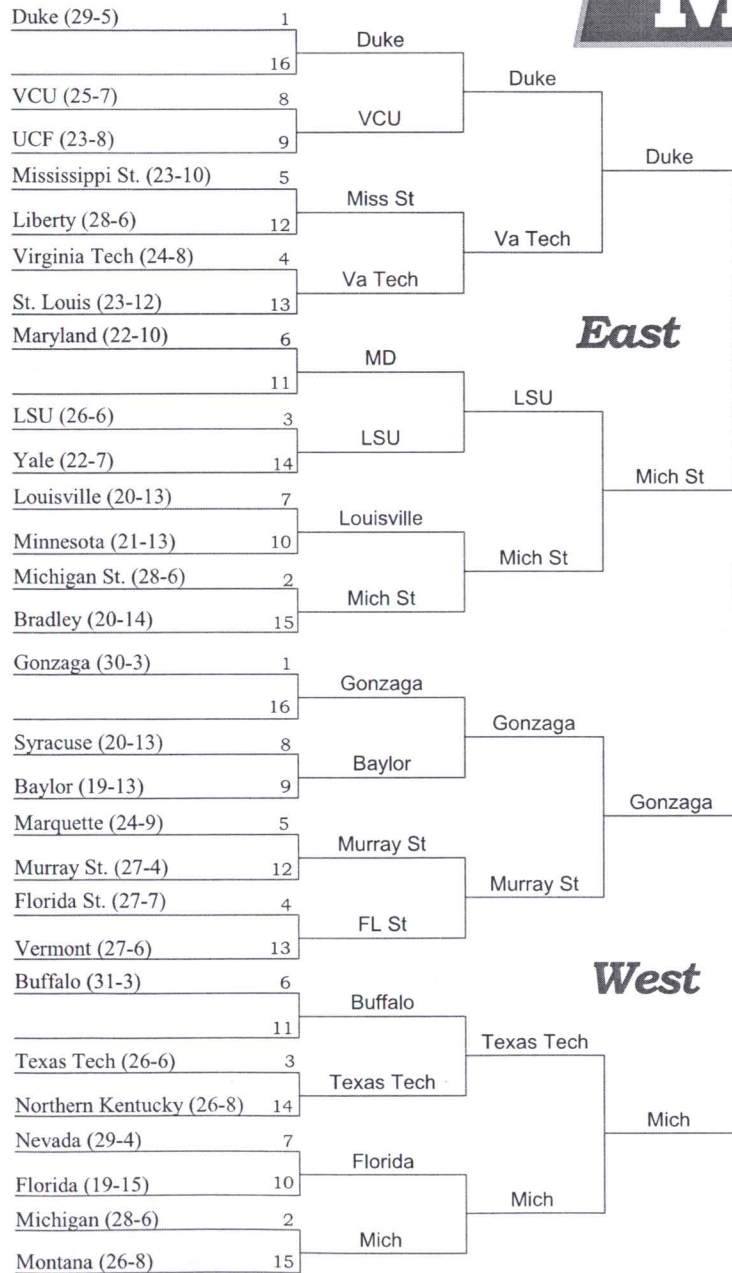 M
Duke (29-5) 1
16
VCU (25-7) 8
UCF (23-8) 9
Mississippi St. (23-10) 5
Liberty (28-6) 12
Virginia Tech (24-8) 4
St. Louis (23-12) 13
Maryland (22-10) 6
11
LSU (26-6) 3
Yale (22-7) 14
Louisville (20-13) 7
Minnesota (21-13) 10
Michigan St. (28-6) 2
Bradley (20-14) 15
Gonzaga (30-3) 1
16
Syracuse (20-13) 8
Baylor (19-13) 9
Marquette (24-9) 5
Murray St. (27-4) 12
Florida St. (27-7) 4
Vermont (27-6) 13
Buffalo (31-3) 6
11
Texas Tech (26-6) 3
Northern Kentucky (26-8) 14
Nevada (29-4) 7
Florida (19-15) 10
Michigan (28-6) 2
Montana (26-8) 15
Duke
VCU
Miss St
Va Tech
MD
LSU
Louisville
Mich St
Gonzaga
Baylor
Murray St
FL St
Buffalo
Texas Tech
Florida
Mich
Duke
Va Tech
LSU
Mich St
Gonzaga
Murray St
Texas Tech
Mich
Duke
Mich St
Gonzaga
Mich
East
West